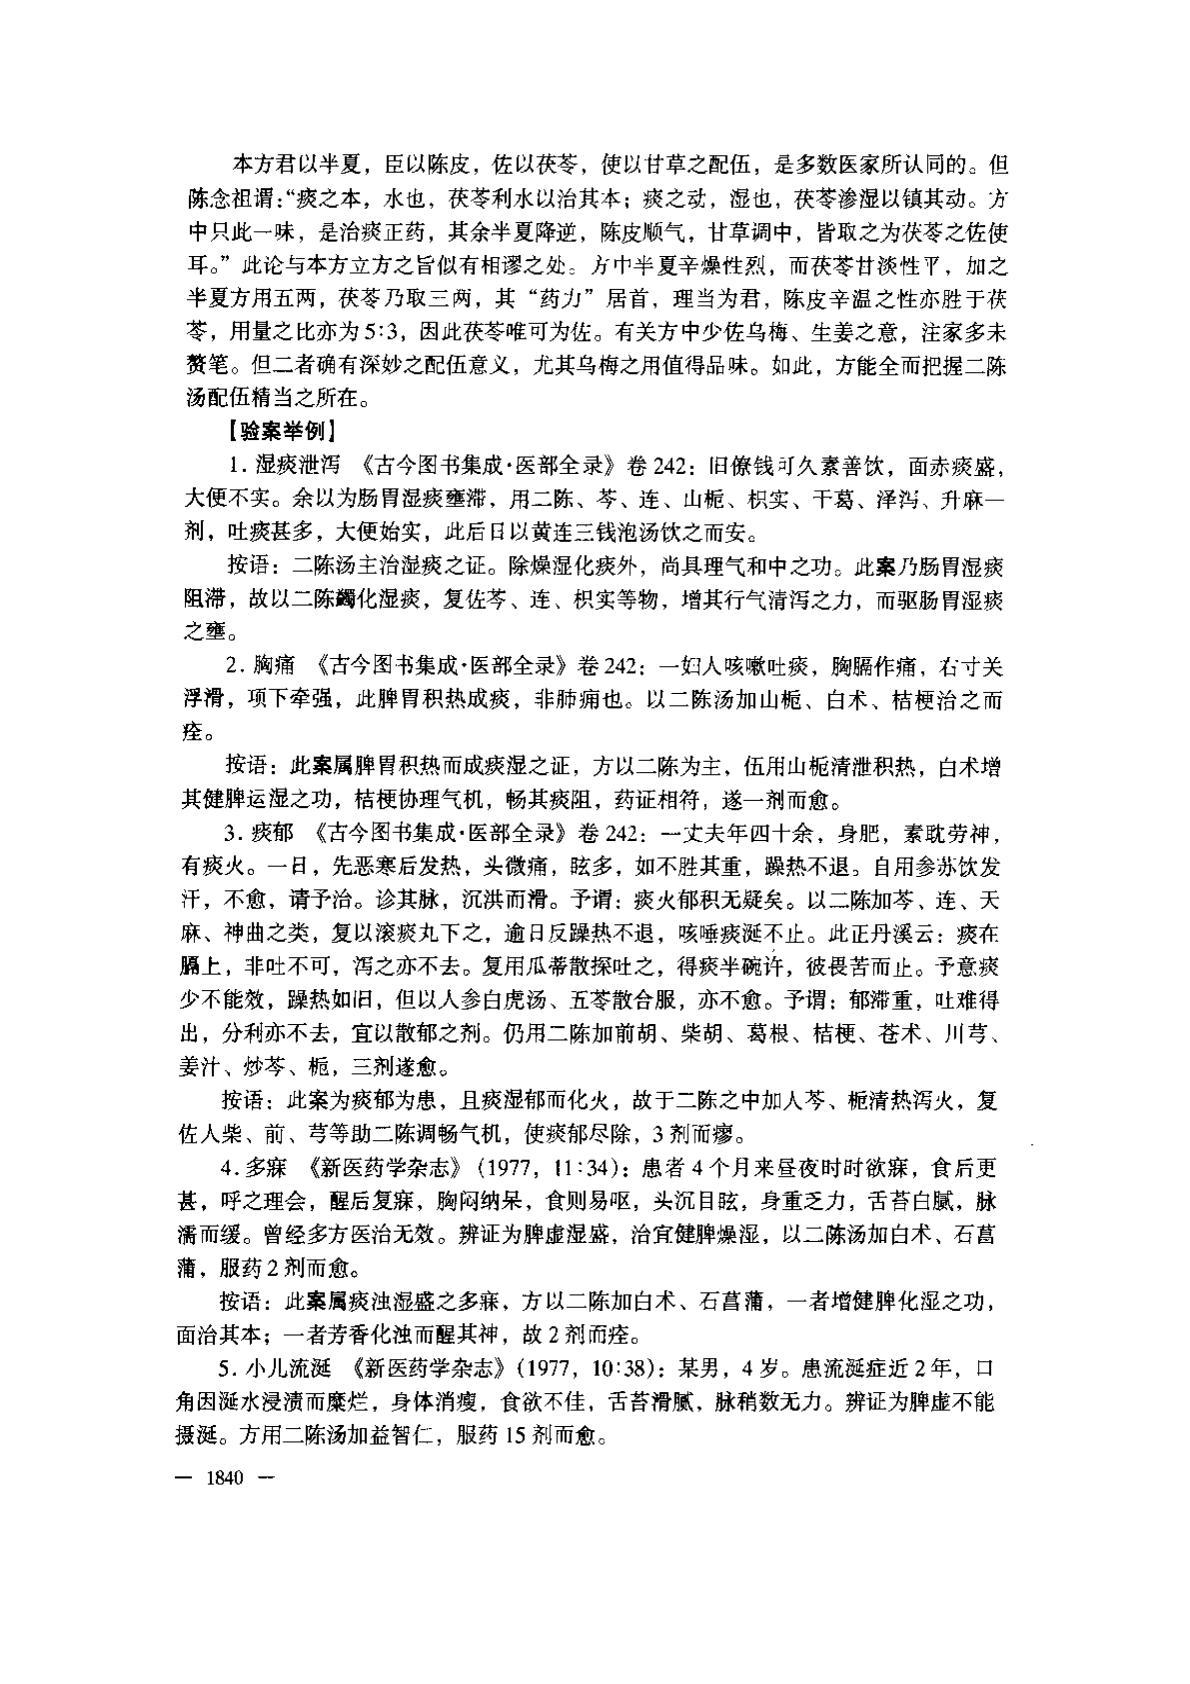 本方君以半夏，臣以陈皮，佐以茯苓，使以甘草之配伍，是多数医家所认同的。但
陈念祖谓：“痰之本，水也，茯苓利水以治其本；痰之动，湿也，茯苓渗湿以镇其动。方
中只此一味，是治痰正药，其余半夏降逆，陈皮顺气，甘草调中，皆取之为茯苓之佐使
耳。”此论与本方立方之旨似有相谬之处。方中半夏辛燥性烈，而茯苓甘淡性平，加之
半夏方用五两，茯苓乃取三两，其“药力”居首，理当为君，陈皮辛温之性亦胜于茯
苓，用量之比亦为5∶3，因此茯苓唯可为佐。有关方中少佐乌梅、生姜之意，注家多未
赘笔。但二者确有深妙之配伍意义，尤其乌梅之用值得品味。如此，方能全而把握二陈
汤配伍精当之所在。
【验案举例】
1. 湿痰泄泻 《古今图书集成·医部全录》卷242：旧僚钱可久素善饮，面赤痰盛，
大便不实。余以为肠胃湿痰壅滞，用二陈、芩、连、山栀、枳实、干葛、泽泻、升麻一
剂，吐痰甚多，大便始实，此后日以黄连三钱泡汤饮之而安。
按语：二陈汤主治湿痰之证。除燥湿化痰外，尚具理气和中之功。此案乃肠胃湿痰
阻滞，故以二陈蠲化湿痰，复佐芩、连、枳实等物，增其行气清泻之力，而驱肠胃湿痰
之壅。
2. 胸痛 《古今图书集成·医部全录》卷242：一妇人咳嗽吐痰，胸膈作痛，右寸关
浮滑，项下牵强，此脾胃积热成痰，非肺痈也。以二陈汤加山栀、白术、桔梗治之而
痊。
按语：此案属脾胃积热而成痰湿之证，方以二陈为主，伍用山栀清泄积热，白术增
其健脾运湿之功，桔梗协理气机，畅其痰阻，药证相符，遂一剂而愈。
3. 痰郁 《古今图书集成·医部全录》卷242：一丈夫年四十余，身肥，素耽劳神，
有痰火。一日，先恶寒后发热，头微痛，眩多，如不胜其重，躁热不退。自用参苏饮发
汗，不愈，请予治。诊其脉，沉洪而滑。予谓：痰火郁积无疑矣。以二陈加芩、连、天
麻、神曲之类，复以滚痰丸下之，逾日反躁热不退，咳唾痰涎不止。此正丹溪云：痰在
膈上，非吐不可，泻之亦不去。复用瓜蒂散探吐之，得痰半碗许，彼畏苦而止。予意痰
少不能效，躁热如旧，但以人参白虎汤、五苓散合服，亦不愈。予谓：郁滞重，吐难得
出，分利亦不去，宜以散郁之剂。仍用二陈加前胡、柴胡、葛根、桔梗、苍术、川芎、
姜汁、炒芩、栀，三剂遂愈。
按语：此案为痰郁为患，且痰湿郁而化火，故于二陈之中加人芩、栀清热泻火，复
佐人柴、前、芎等助二陈调畅气机，使痰郁尽除，3剂而瘳。
4. 多寐 《新医药学杂志》（1977，11∶34）：患者4个月来昼夜时时欲寐，食后更
甚，呼之理会，醒后复寐，胸闷纳呆，食则易呕，头沉目眩，身重乏力，舌苔白腻，脉
濡而缓。曾经多方医治无效。辨证为脾虚湿盛，治宜健脾燥湿，以二陈汤加白术、石菖
蒲，服药2剂而愈。
按语：此案属痰浊湿盛之多寐，方以二陈加白术、石菖蒲，一者增健脾化湿之功，
面治其本；一者芳香化浊而醒其神，故2剂而痊。
5. 小儿流涎 《新医药学杂志》（1977，10∶38）：某男，4岁。患流涎症近2年，口
角因涎水浸渍而糜烂，身体消瘦，食欲不佳，舌苔滑腻，脉稍数无力。辨证为脾虚不能
摄涎。方用二陈汤加益智仁，服药15剂而愈。
— 1840 —